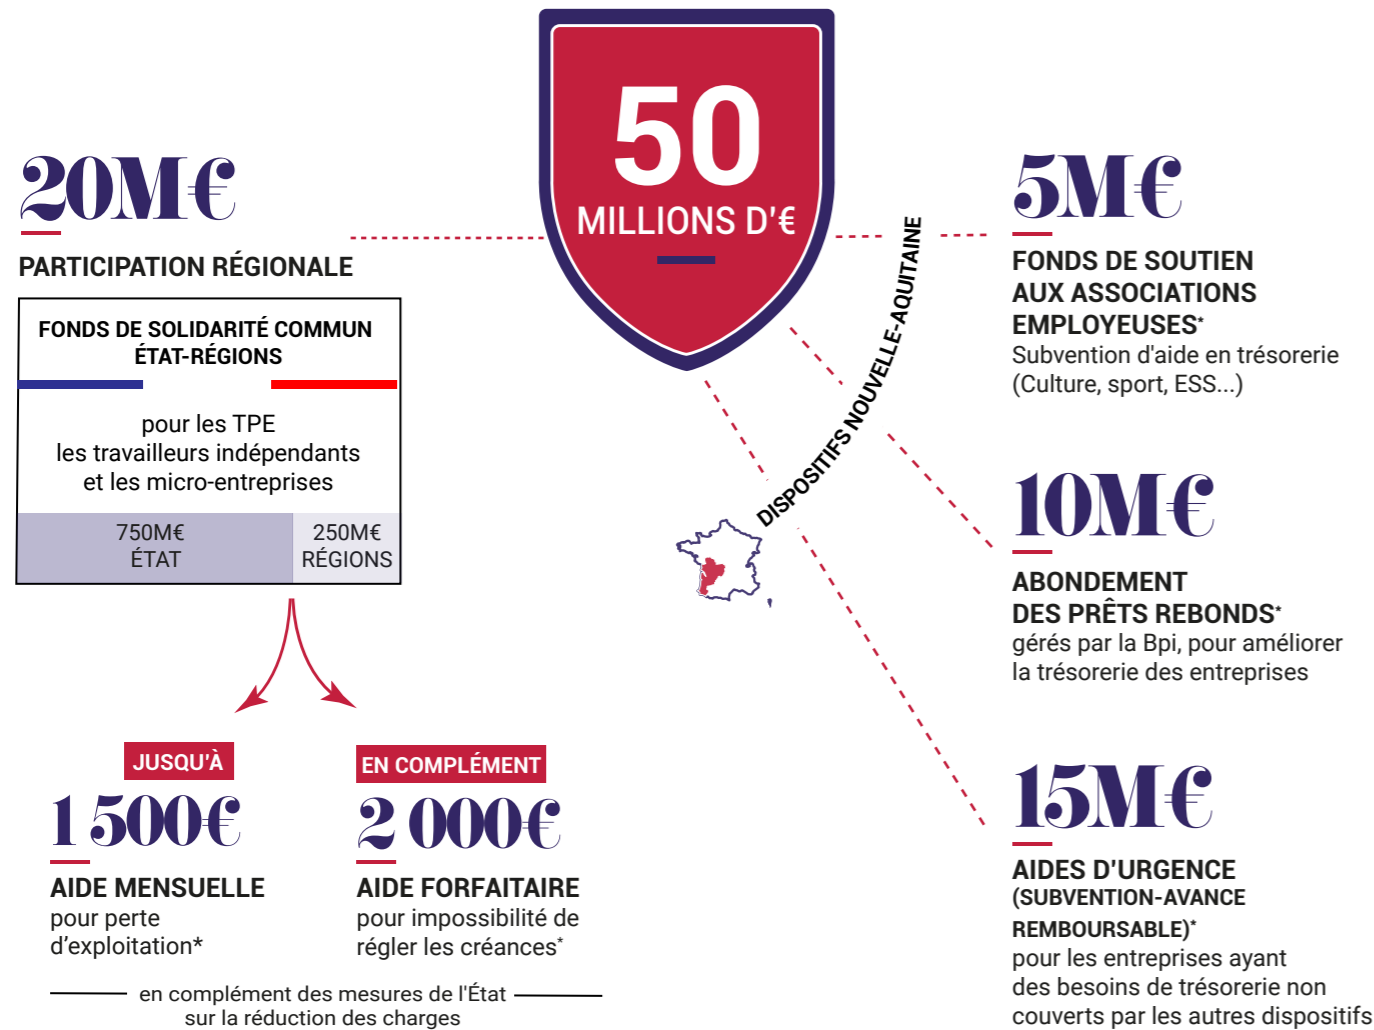 50
MILLIONS D'€
20M€
PARTICIPATION RÉGIONALE
FONDS DE SOLIDARITÉ COMMUN
ÉTAT-RÉGIONS
pour les TPE
les travailleurs indépendants
et les micro-entreprises
750M€
ÉTAT
250M€
RÉGIONS
JUSQU'À
1 500€
AIDE MENSUELLE
pour perte
d’exploitation*
EN COMPLÉMENT
2 000€
AIDE FORFAITAIRE
pour impossibilité de
régler les créances*
en complément des mesures de l'État
sur la réduction des charges
DISPOSITIFS NOUVELLE-AQUITAINE
5M€
FONDS DE SOUTIEN
AUX ASSOCIATIONS
EMPLOYEUSES*
Subvention d'aide en trésorerie
(Culture, sport, ESS...)
10M€
ABONDEMENT
DES PRÊTS REBONDS*
gérés par la Bpi, pour améliorer
la trésorerie des entreprises
15M€
AIDES D'URGENCE
(SUBVENTION-AVANCE
REMBOURSABLE)*
pour les entreprises ayant
des besoins de trésorerie non
couverts par les autres dispositifs